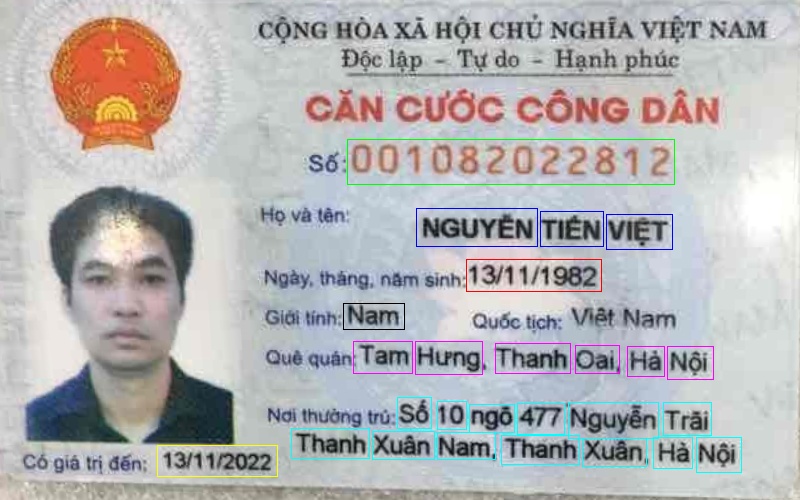 CỘNG HÒA XÃ HỘI CHỦ NGHĨA VIỆT NAM
Độc lập - Tự do - Hạnh phúc
CĂN CƯỚC CÔNG DÂN
Số: 001082022812
Họ và tên: NGUYỄN TIẾN VIỆT
Ngày, tháng, năm sinh: 13/11/1982
Giới tính: Nam Quốc tịch: Việt Nam
Quê quán: Tam Hưng, Thanh Oai, Hà Nội
Nơi thường trú: Số 10 ngõ 477 Nguyễn Trãi
Thanh Xuân Nam, Thanh Xuân, Hà Nội
Có giá trị đến: 13/11/2022